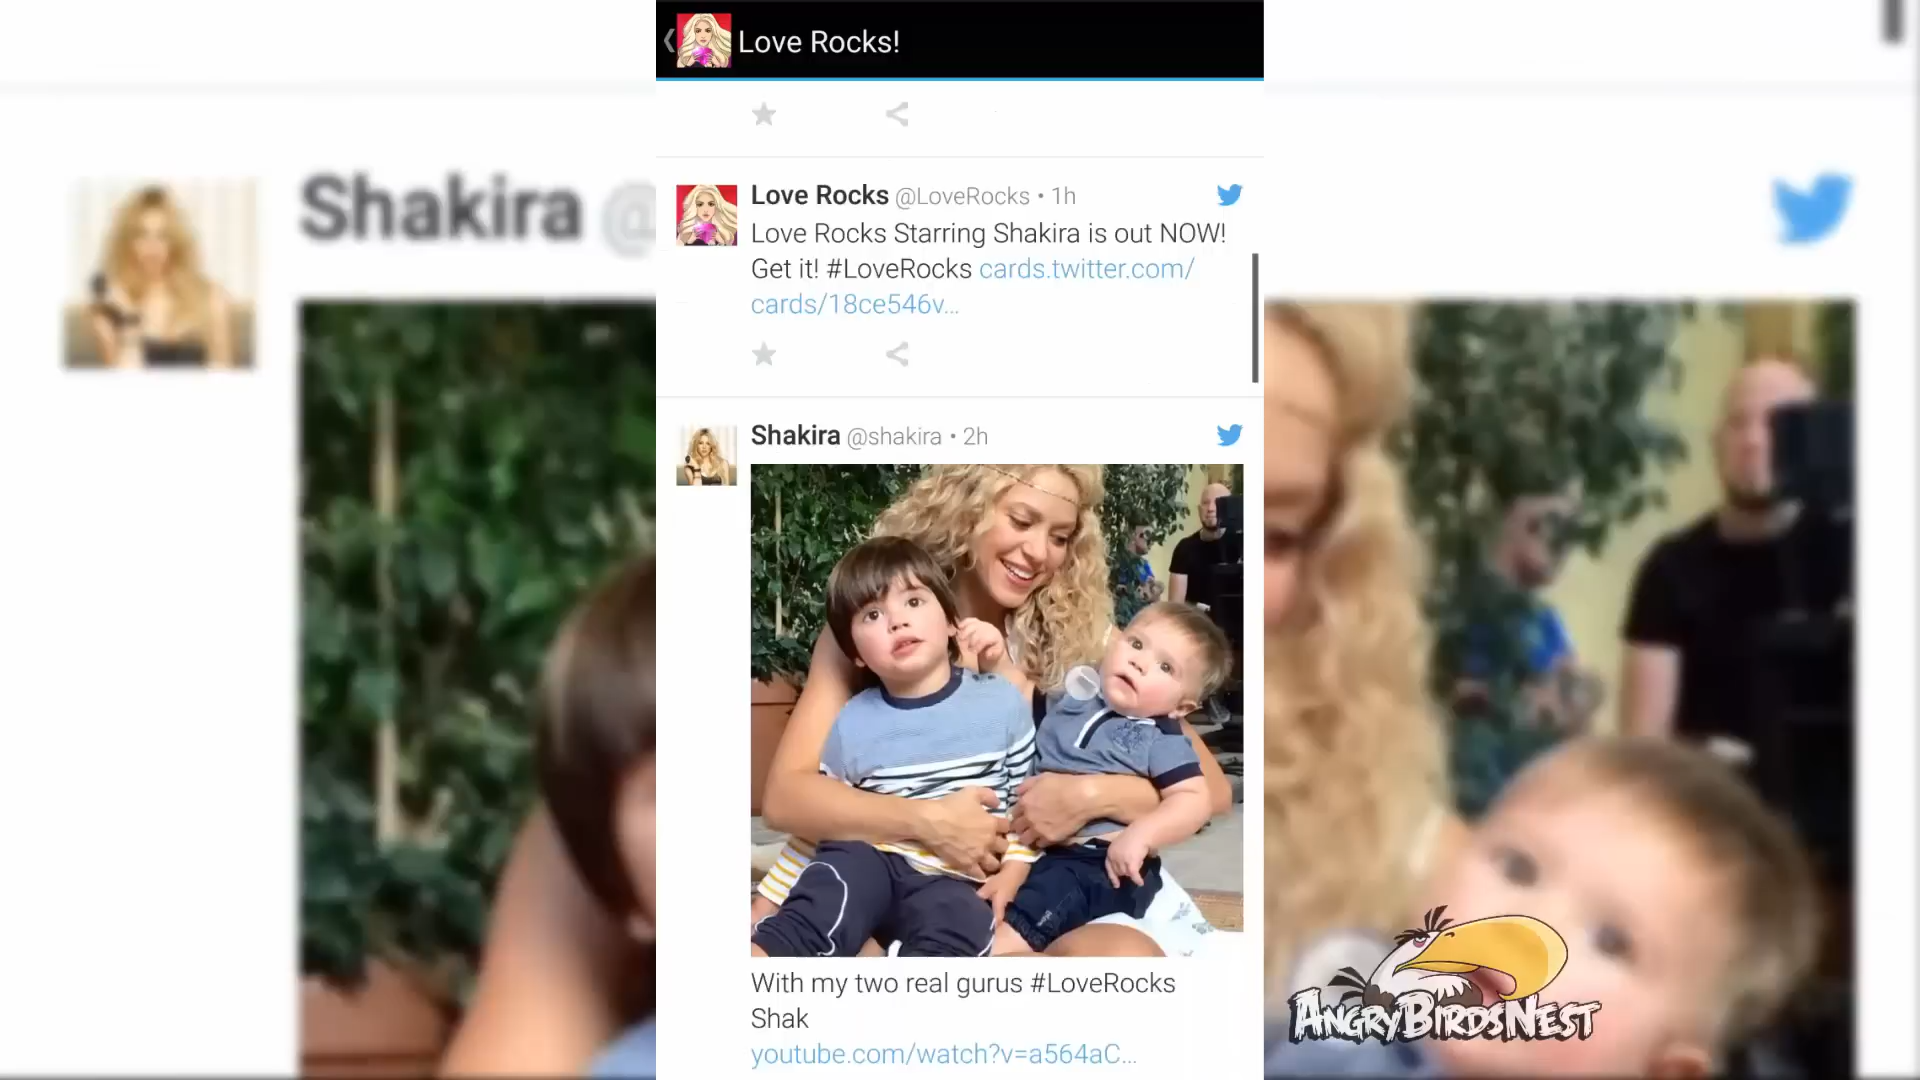 Love Rocks!
Love Rocks @LoveRocks • 1h
Love Rocks Starring Shakira is out NOW!
Get it! #LoveRocks cards.twitter.com/
cards/18ce546v...
Shakira @
Shakira @shakira • 2h
With my two real gurus #LoveRocks
Shak
youtube.com/watch?v=a564aC...
ANGRYBIRDSNEST